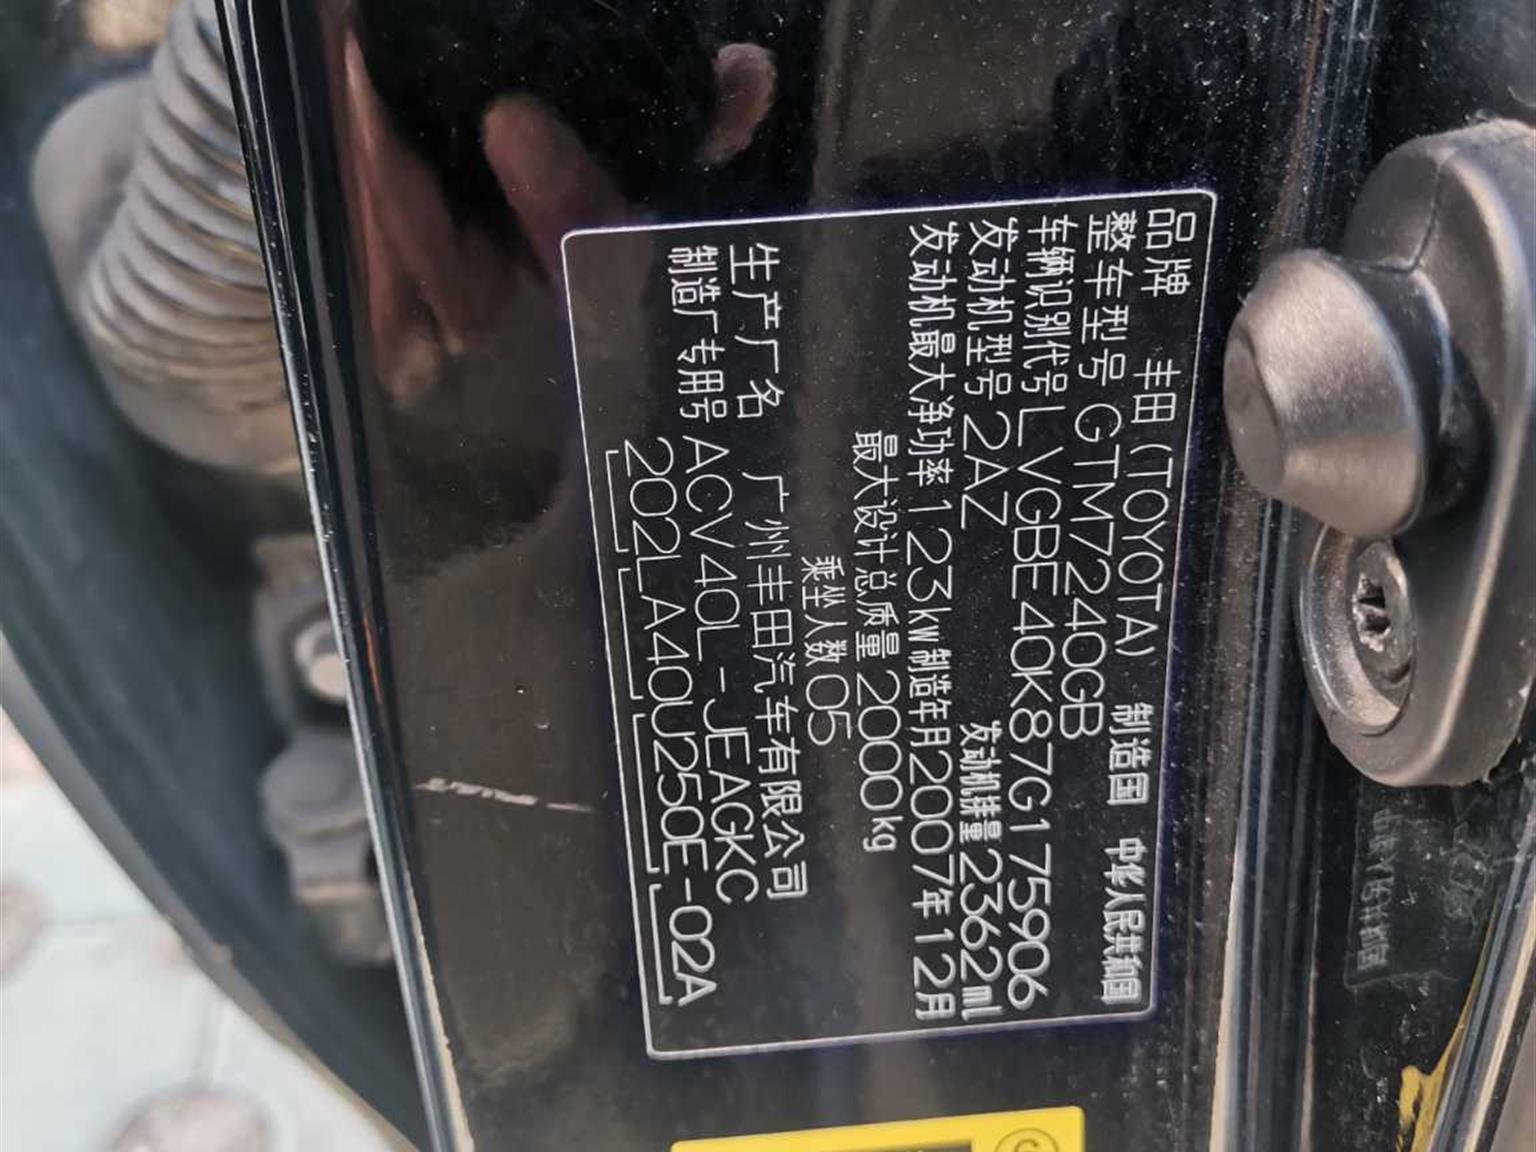 品牌 丰田(TOYOTA) 制造国 中华人民共和国
整车型号 GTM7240GB
车辆识别代号 LVGBE40K87G175906
发动机型号 2AZ 发动机排量 2362ml
发动机最大净功率 123kw 制造年月 2007年12月
最大设计总质量 2000kg
乘坐人数 05
生产厂名 广州丰田汽车有限公司
制造厂专用号 ACV40L-JEAGKC
202LA40U250E-02A